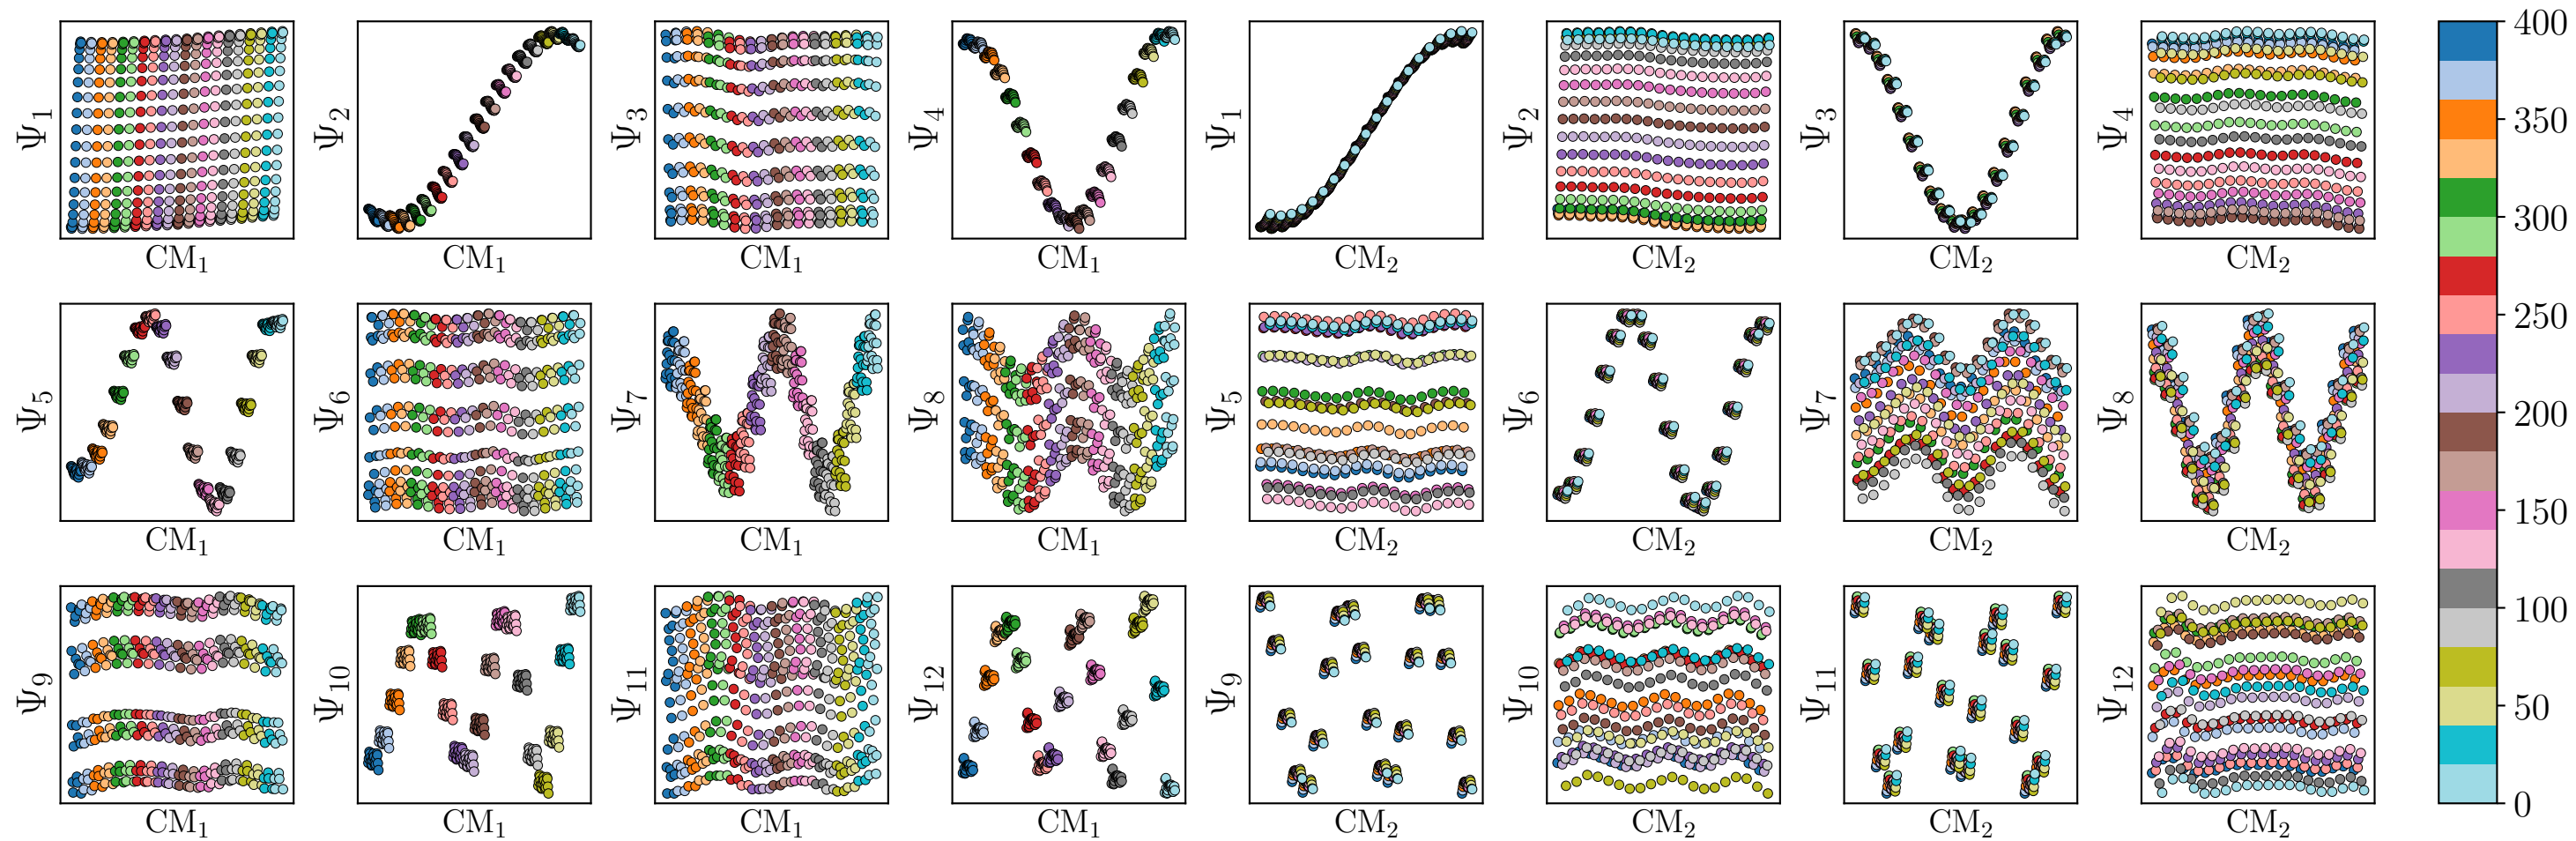 Ψ₁ Ψ₂ Ψ₃ Ψ₄ Ψ₁ Ψ₂ Ψ₃ Ψ₄
CM₁ CM₁ CM₁ CM₁ CM₂ CM₂ CM₂ CM₂
Ψ₅ Ψ₆ Ψ₇ Ψ₈ Ψ₅ Ψ₆ Ψ₇ Ψ₈
CM₁ CM₁ CM₁ CM₁ CM₂ CM₂ CM₂ CM₂
Ψ₉ Ψ₁₀ Ψ₁₁ Ψ₁₂ Ψ₉ Ψ₁₀ Ψ₁₁ Ψ₁₂
CM₁ CM₁ CM₁ CM₁ CM₂ CM₂ CM₂ CM₂
400
350
300
250
200
150
100
50
0